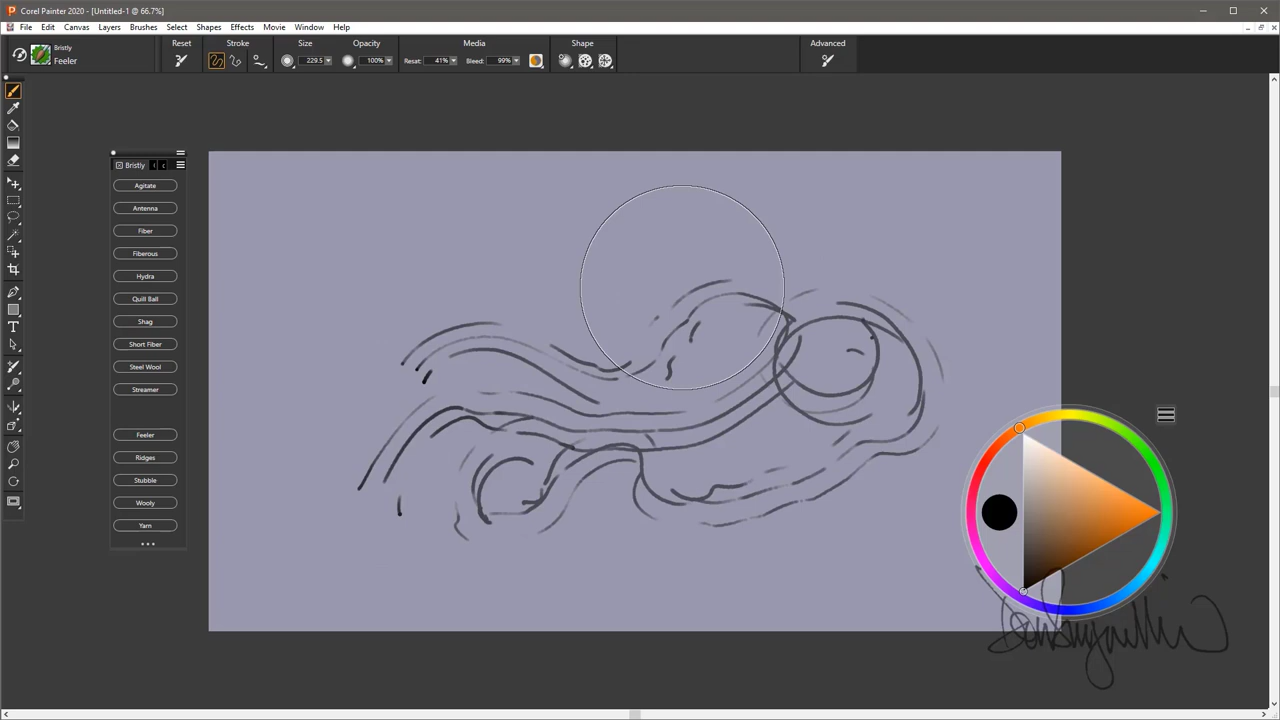 Corel Painter 2020 - [Untitled-1 @ 66.7%]
File Edit Canvas Layers Brushes Select Shapes Effects Movie Window Help
Bristly
Feeler
Reset Stroke Size Opacity Media Shape Advanced
229.5 100% Resat: 41% Bleed: 99%
Bristly
Agitate
Antenna
Fiber
Fiberous
Hydra
Quill Ball
Shag
Short Fiber
Steel Wool
Streamer
Feeler
Ridges
Stubble
Wooly
Yarn